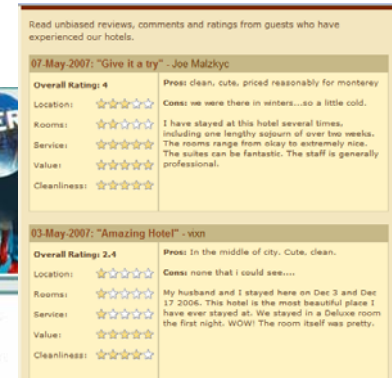 Read unbiased reviews, comments and ratings from guests who have
experienced our hotels.
07-May-2007: "Give it a try" - Joe Malzkyc
Overall Rating: 4
Location:
Rooms:
Service:
Value:
Cleanliness:
Pros: clean, cute, priced reasonably for monterey
Cons: we were there in winters...so a little cold.
I have stayed at this hotel several times,
including one lengthy sojourn of over two weeks.
The rooms range from okay to extremely nice.
The suites can be fantastic. The staff is generally
professional.
03-May-2007: "Amazing Hotel" - vxxn
Overall Rating: 2.4
Location:
Rooms:
Service:
Value:
Cleanliness:
Pros: In the middle of city. Cute, clean.
Cons: none that i could see....
My husband and I stayed here on Dec 3 and Dec
17 2006. This hotel is the most beautiful place I
have ever stayed at. We stayed in a Deluxe room
the first night. WOW! The room itself was pretty.